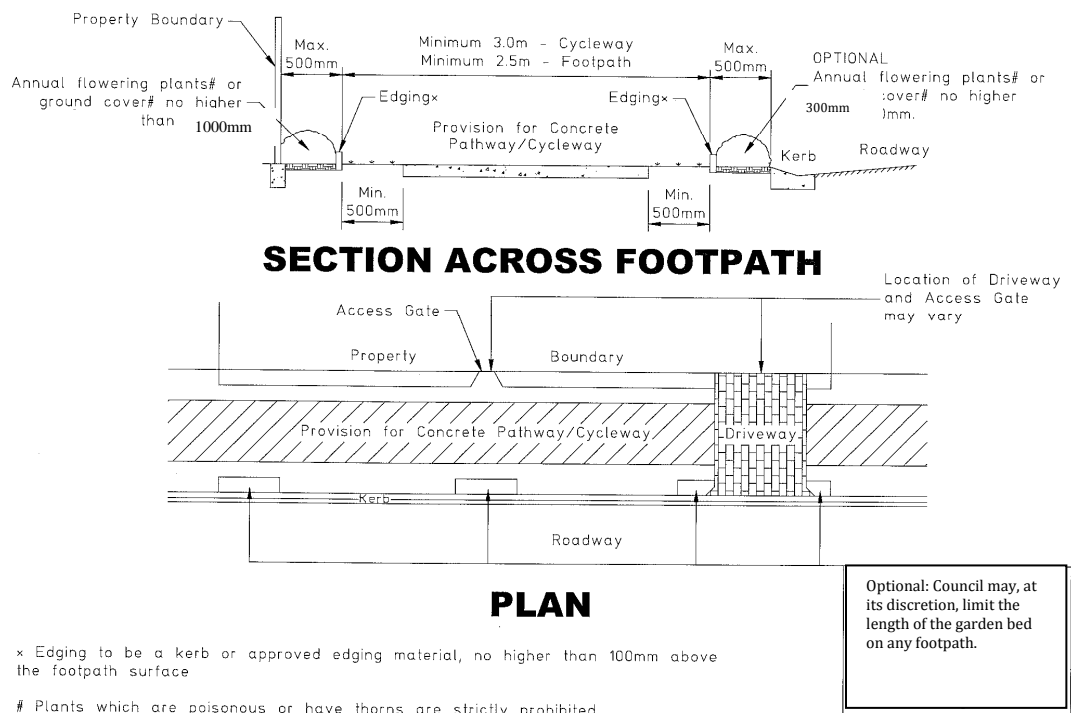 Property Boundary
Max.
500mm
Minimum 3.0m - Cycleway
Minimum 2.5m - Footpath
Max.
500mm
OPTIONAL
Annual flowering plants# or
cover# no higher
300mm
mm.
Annual flowering plants# or
ground cover# no higher
than 1000mm
Edging×
Edging×
Provision for Concrete
Pathway/Cycleway
Kerb
Roadway
Min.
500mm
Min.
500mm
SECTION ACROSS FOOTPATH
Location of Driveway
and Access Gate
may vary
Access Gate
Property
Boundary
Provision for Concrete Pathway/Cycleway
Driveway
Kerb
Roadway
PLAN
Optional: Council may, at
its discretion, limit the
length of the garden bed
on any footpath.
× Edging to be a kerb or approved edging material, no higher than 100mm above
the footpath surface
# Plants which are poisonous or have thorns are strictly prohibited